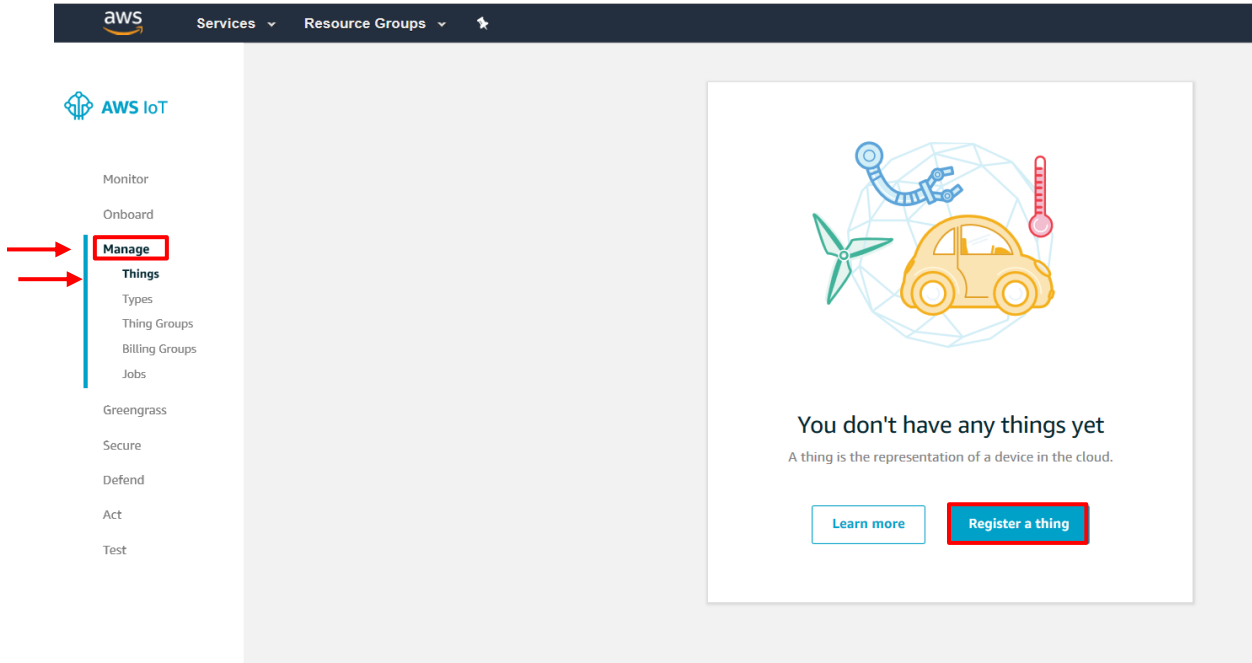 aws Services Resource Groups
AWS IoT
Monitor
Onboard
Manage
Things
Types
Thing Groups
Billing Groups
Jobs
Greengrass
Secure
Defend
Act
Test
You don't have any things yet
A thing is the representation of a device in the cloud.
Learn more Register a thing